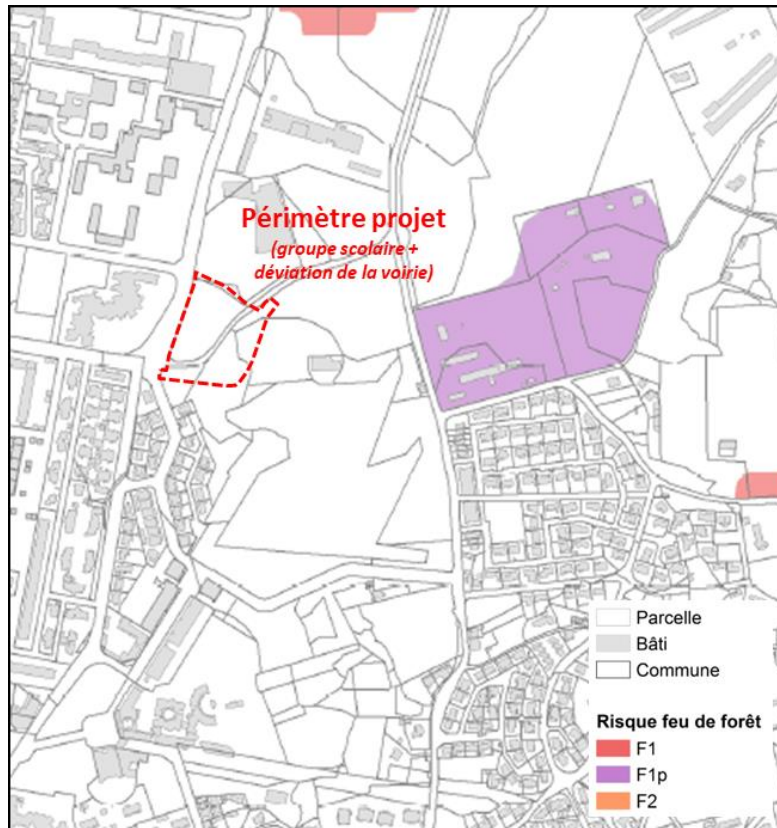 Périmètre projet
(groupe scolaire +
déviation de la voirie)
Parcelle
Bâti
Commune
Risque feu de forêt
F1
F1p
F2